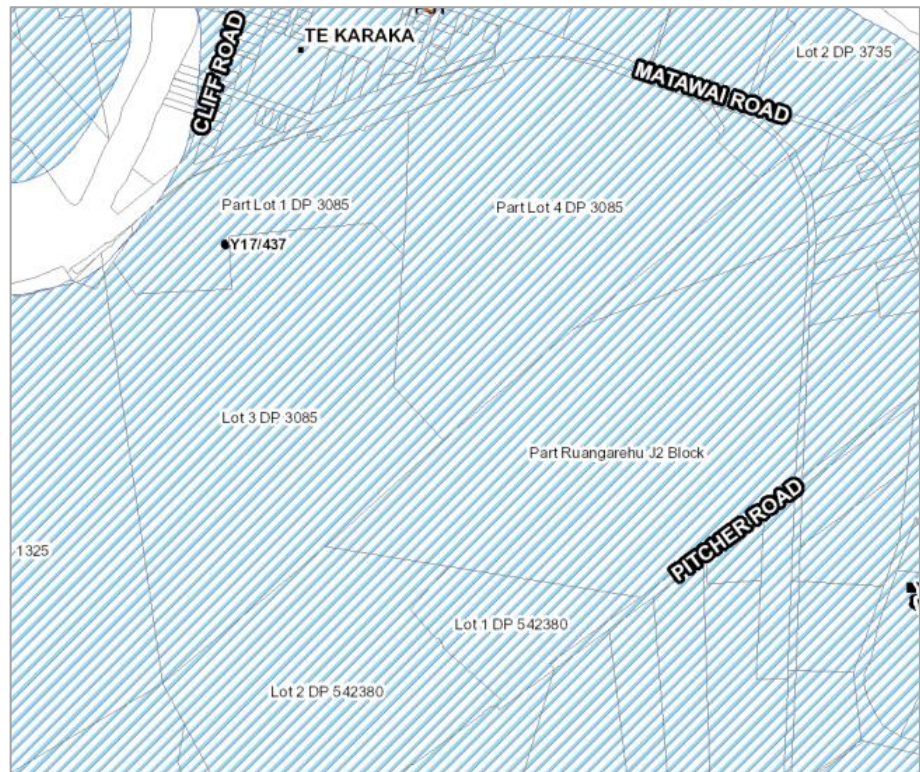 TE KARAKA
Lot 2 DP 3735
CLIFF ROAD
MATAWAI ROAD
Part Lot 1 DP 3085
Part Lot 4 DP 3085
Y17/437
Lot 3 DP 3085
Part Ruangarehu J2 Block
PITCHER ROAD
1325
Lot 1 DP 542380
Lot 2 DP 542380